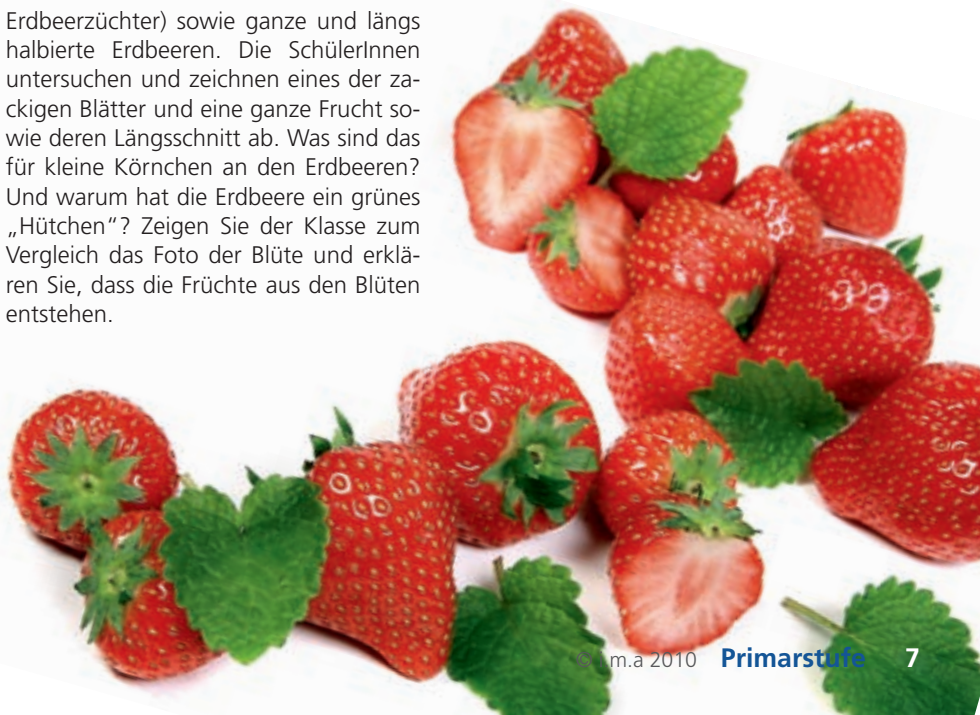 Erdbeerzüchter) sowie ganze und längs
halbierte Erdbeeren. Die SchülerInnen
untersuchen und zeichnen eines der za-
ckigen Blätter und eine ganze Frucht so-
wie deren Längsschnitt ab. Was sind das
für kleine Körnchen an den Erdbeeren?
Und warum hat die Erdbeere ein grünes
„Hütchen“? Zeigen Sie der Klasse zum
Vergleich das Foto der Blüte und erklä-
ren Sie, dass die Früchte aus den Blüten
entstehen.
© i.m.a 2010 Primarstufe 7